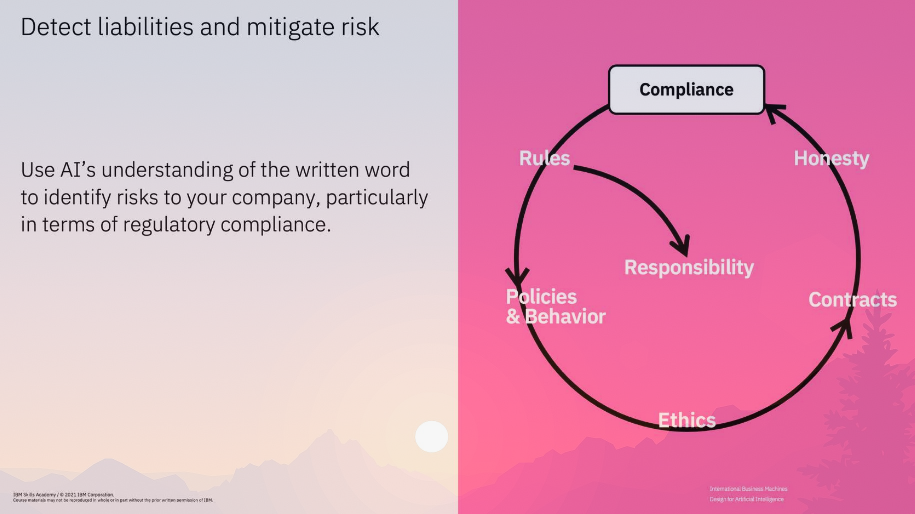 Detect liabilities and mitigate risk
Use AI’s understanding of the written word
to identify risks to your company, particularly
in terms of regulatory compliance.
IBM Skills Academy / © 2021 IBM Corporation.
Course materials may not be reproduced in whole or in part without the prior written permission of IBM.
Compliance
Rules
Honesty
Responsibility
Policies
& Behavior
Contracts
Ethics
International Business Machines
Design for Artificial Intelligence